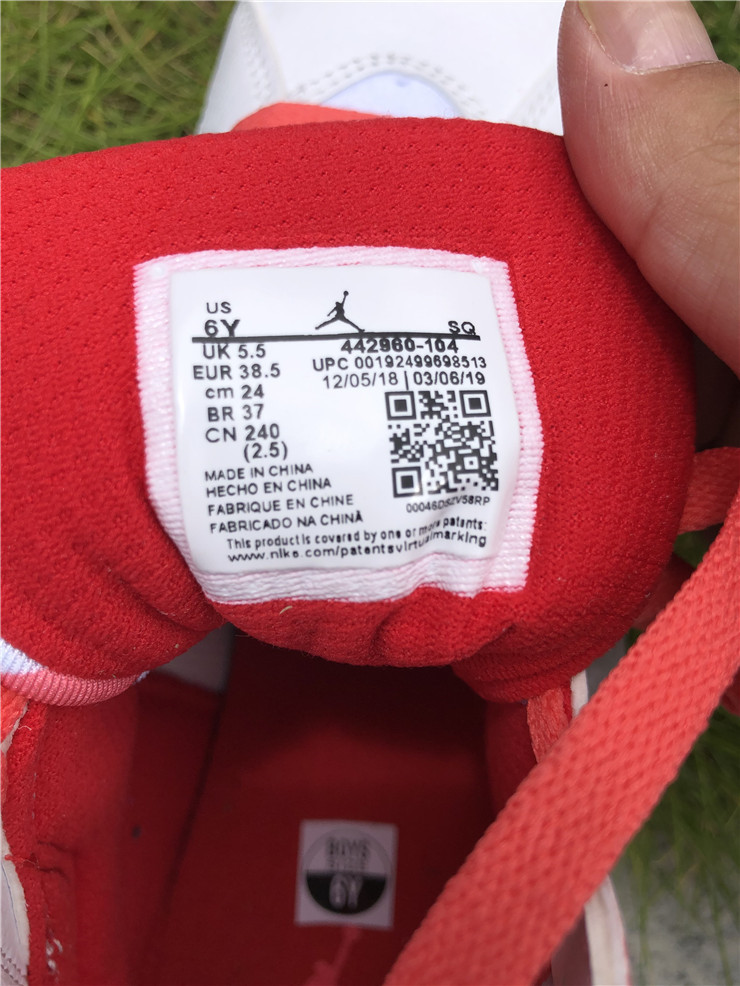 US
6Y
SQ
UK 5.5
442960-104
EUR 38.5
UPC 00192499698513
cm 24
12/05/18 | 03/06/19
BR 37
CN 240
(2.5)
MADE IN CHINA
HECHO EN CHINA
FABRIQUE EN CHINE
FABRICADO NA CHINA
00046DSZV58RP
This product is covered by one or more patents:
www.nike.com/patentsvirtualmarking
BOYS
6Y